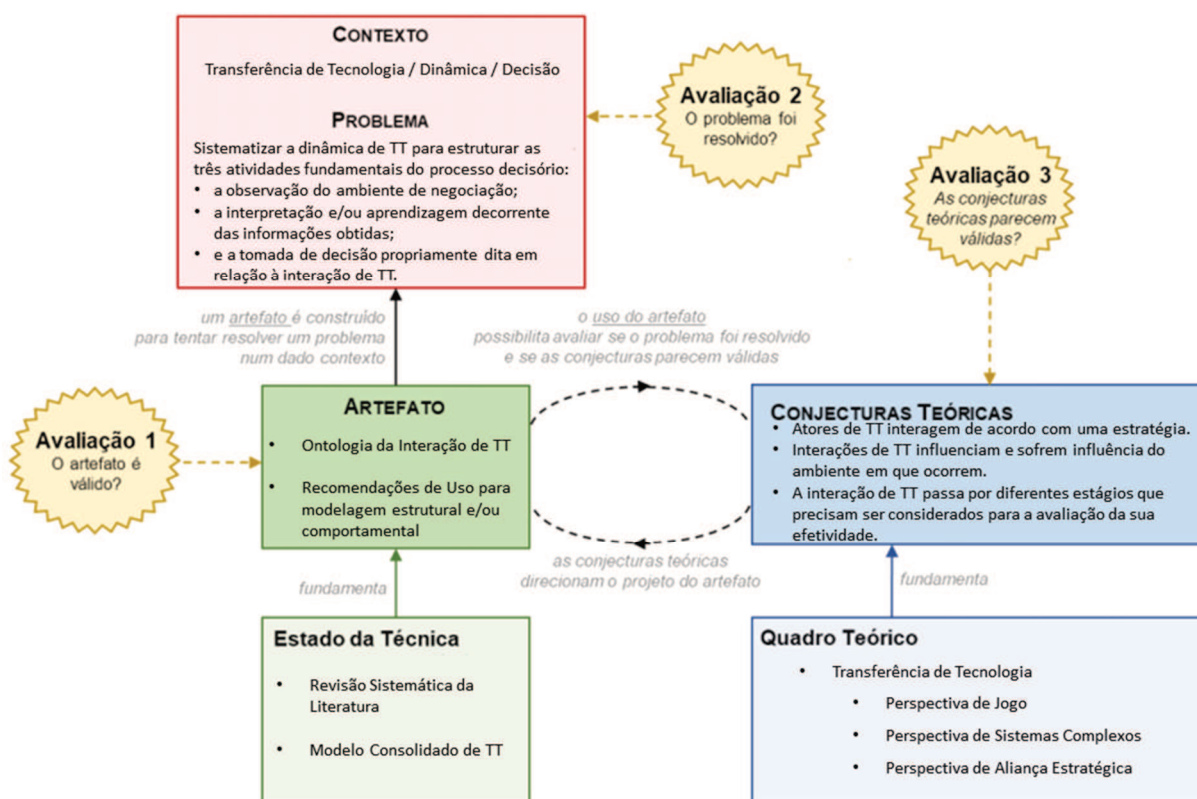 CONTEXTO
Transferência de Tecnologia / Dinâmica / Decisão
PROBLEMA
Sistematizar a dinâmica de TT para estruturar as
três atividades fundamentais do processo decisório:
• a observação do ambiente de negociação;
• a interpretação e/ou aprendizagem decorrente
das informações obtidas;
• e a tomada de decisão propriamente dita em
relação à interação de TT.
Avaliação 2
O problema foi
resolvido?
Avaliação 3
As conjecturas
teóricas parecem
válidas?
um artefato é construído
para tentar resolver um problema
num dado contexto
o uso do artefato
possibilita avaliar se o problema foi resolvido
e se as conjecturas parecem válidas
Avaliação 1
O artefato é
válido?
ARTEFATO
• Ontologia da Interação de TT
• Recomendações de Uso para
modelagem estrutural e/ou
comportamental
CONJECTURAS TEÓRICAS
• Atores de TT interagem de acordo com uma estratégia.
• Interações de TT influenciam e sofrem influência do
ambiente em que ocorrem.
• A interação de TT passa por diferentes estágios que
precisam ser considerados para a avaliação da sua
efetividade.
as conjecturas teóricas
direcionam o projeto do artefato
fundamenta
fundamenta
Estado da Técnica
• Revisão Sistemática da
Literatura
• Modelo Consolidado de TT
Quadro Teórico
• Transferência de Tecnologia
• Perspectiva de Jogo
• Perspectiva de Sistemas Complexos
• Perspectiva de Aliança Estratégica